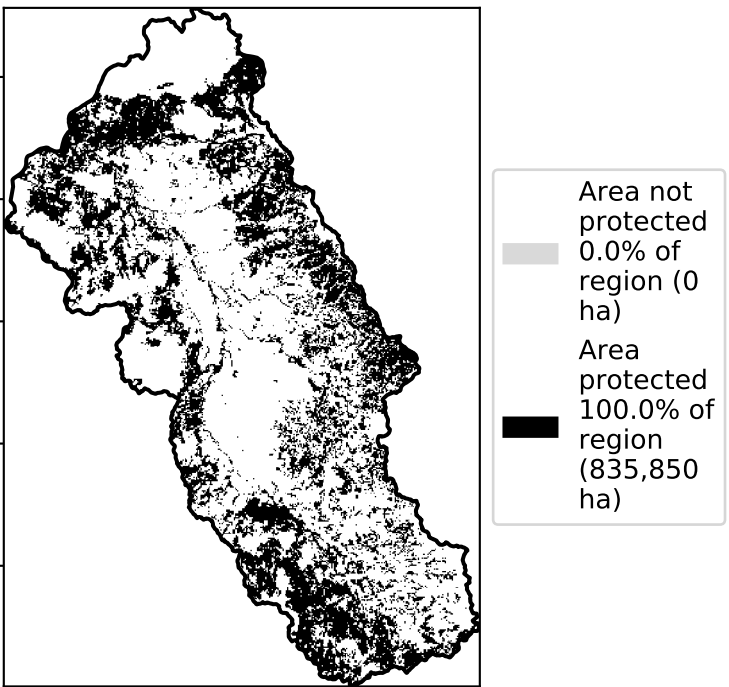 Area not
protected
0.0% of
region (0
ha)
Area
protected
100.0% of
region
(835,850
ha)